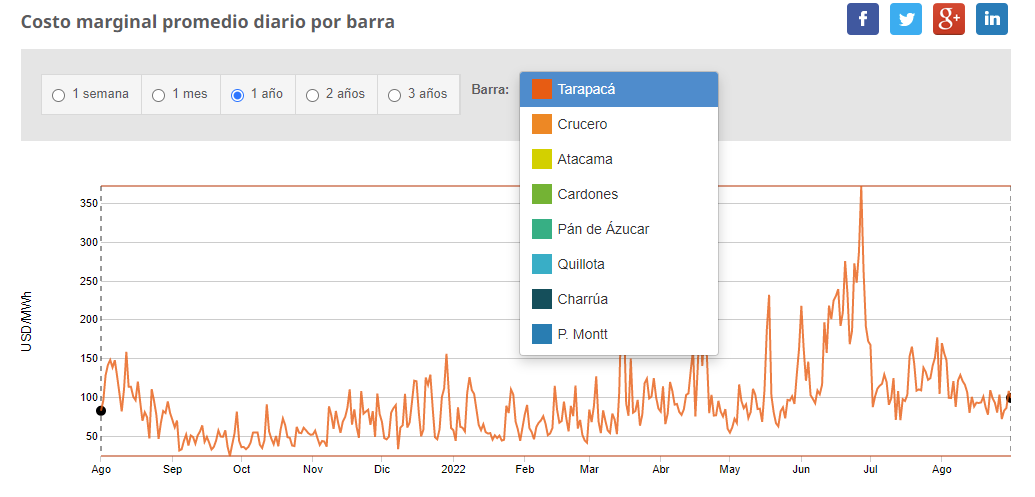 Costo marginal promedio diario por barra
f
g+
in
1 semana
1 mes
1 año
2 años
3 años
Barra:
Tarapacá
Crucero
Atacama
Cardones
Pán de Ázucar
Quillota
Charrúa
P. Montt
USD/MWh
350
300
250
200
150
100
50
Ago
Sep
Oct
Nov
Dic
2022
Feb
Mar
Abr
May
Jun
Jul
Ago